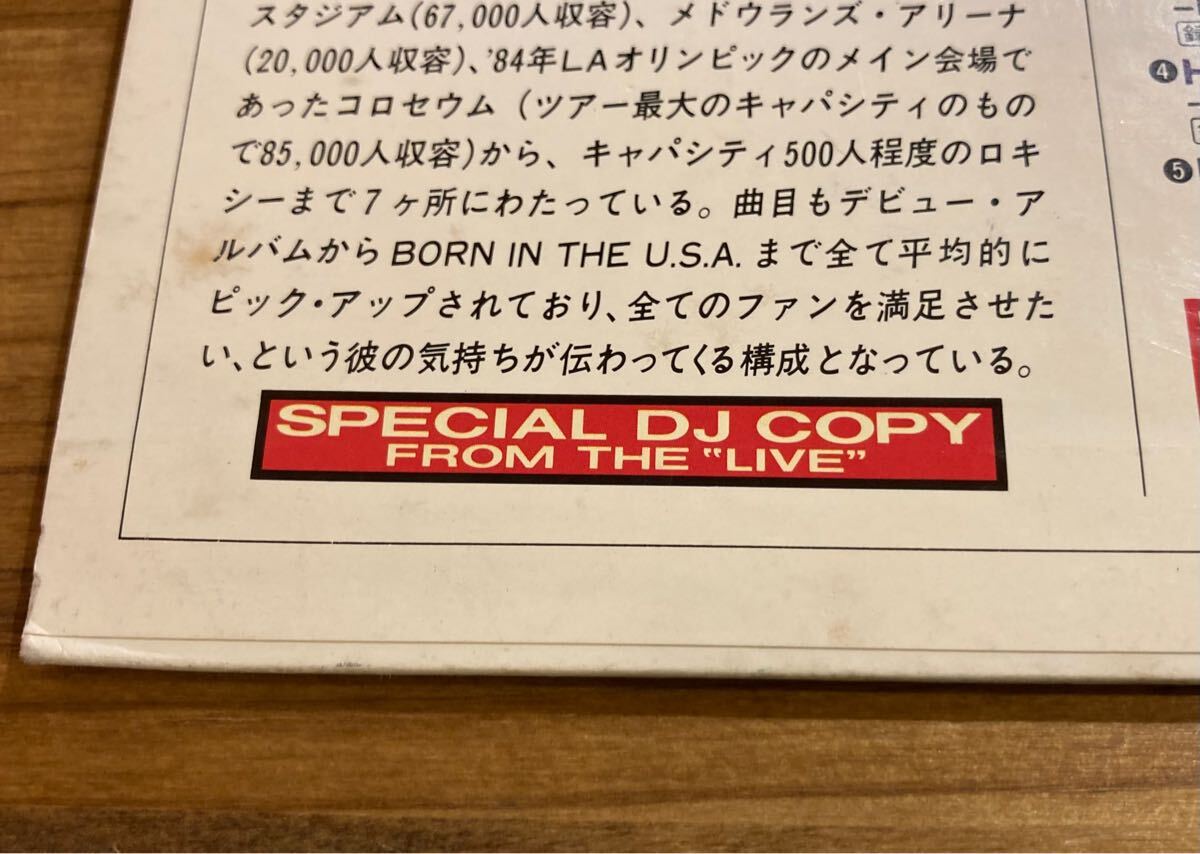 スタジアム(67,000人収容)、メドウランズ・アリーナ
(20,000人収容)、'84年LAオリンピックのメイン会場で
あったコロセウム(ツアー最大のキャパシティのもの
で85,000人収容)から、キャパシティ500人程度のロキ
シーまで7ヶ所にわたっている。曲目もデビュー・ア
ルバムからBORN IN THE U.S.A.まで全て平均的に
ピック・アップされており、全てのファンを満足させた
い、という彼の気持ちが伝わってくる構成となっている。
SPECIAL DJ COPY
FROM THE “LIVE”
❹
❺